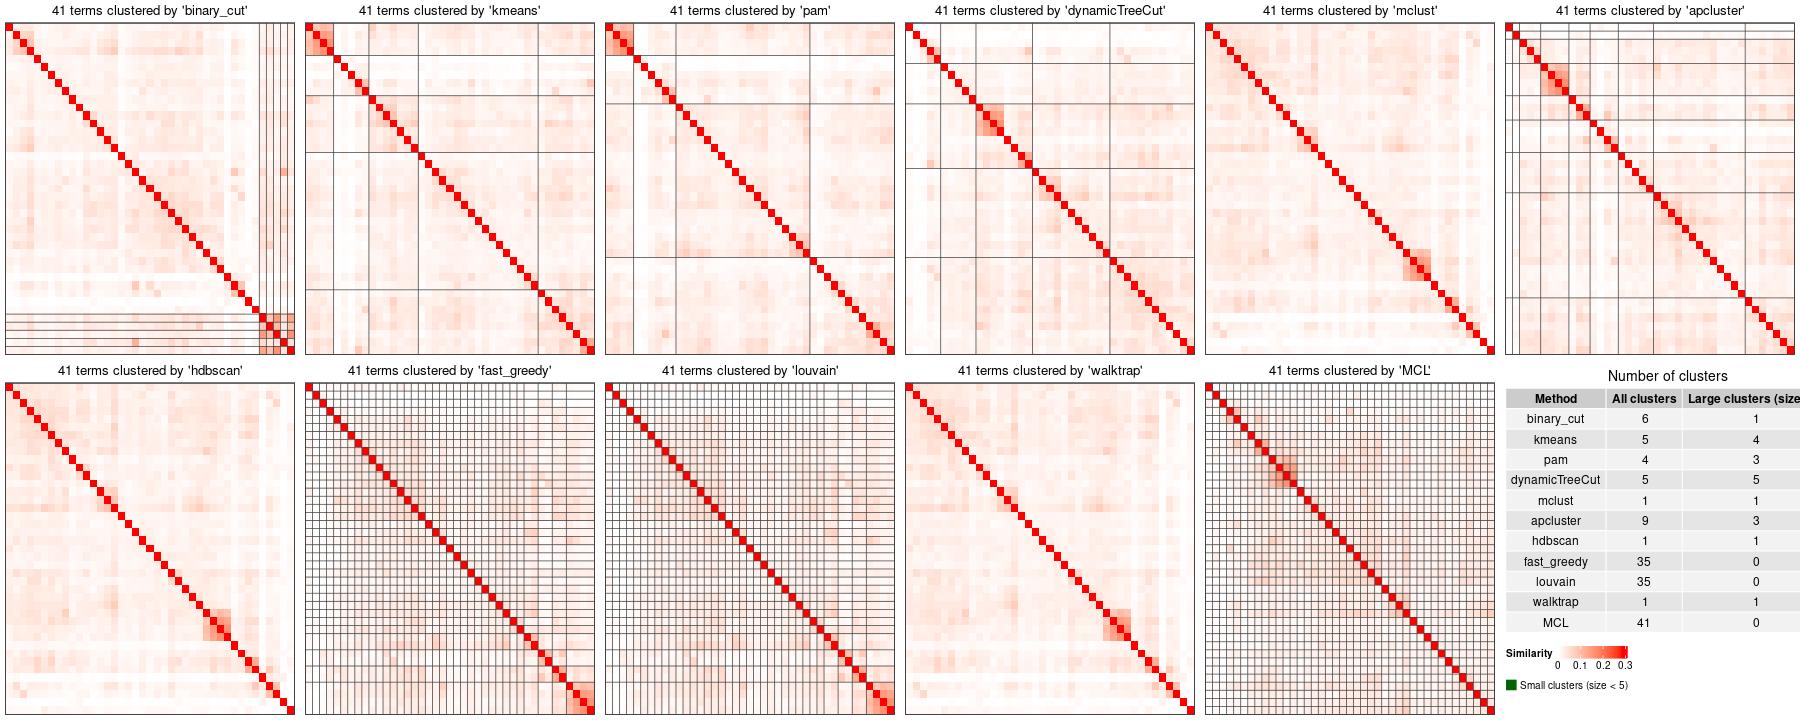 41 terms clustered by 'binary_cut'
41 terms clustered by 'kmeans'
41 terms clustered by 'pam'
41 terms clustered by 'dynamicTreeCut'
41 terms clustered by 'mclust'
41 terms clustered by 'apcluster'
41 terms clustered by 'hdbscan'
41 terms clustered by 'fast_greedy'
41 terms clustered by 'louvain'
41 terms clustered by 'walktrap'
41 terms clustered by 'MCL'
Number of clusters
Method All clusters Large clusters (size
binary_cut 6 1
kmeans 5 4
pam 4 3
dynamicTreeCut 5 5
mclust 1 1
apcluster 9 3
hdbscan 1 1
fast_greedy 35 0
louvain 35 0
walktrap 1 1
MCL 41 0
Similarity
0 0.1 0.2 0.3
Small clusters (size < 5)